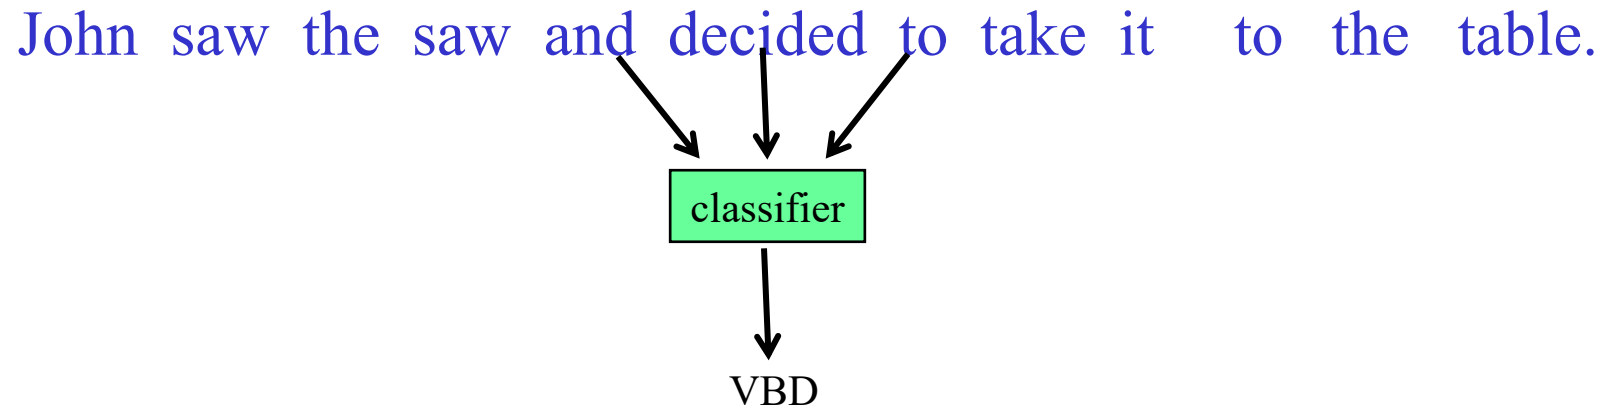 John saw the saw and decided to take it to the table.
classifier
VBD